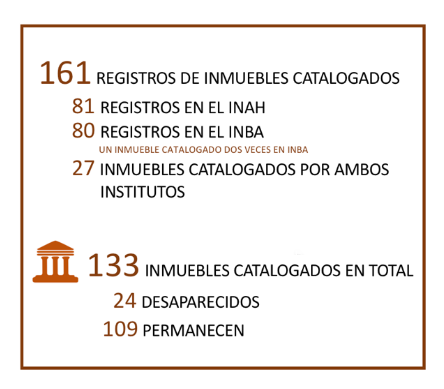 161 REGISTROS DE INMUEBLES CATALOGADOS
81 REGISTROS EN EL INAH
80 REGISTROS EN EL INBA
UN INMUEBLE CATALOGADO DOS VECES EN INBA
27 INMUEBLES CATALOGADOS POR AMBOS
INSTITUTOS
133 INMUEBLES CATALOGADOS EN TOTAL
24 DESAPARECIDOS
109 PERMANECEN